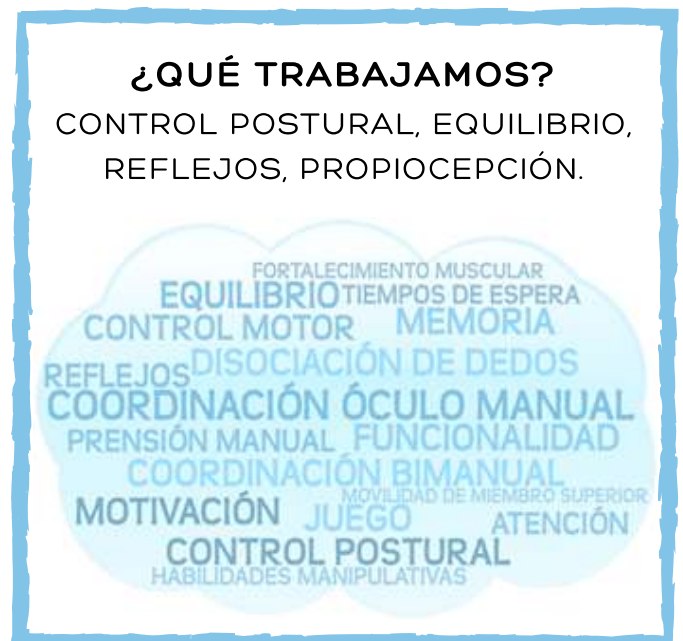 ¿QUÉ TRABAJAMOS?
CONTROL POSTURAL, EQUILIBRIO,
REFLEJOS, PROPIOCEPCIÓN.
FORTALECIMIENTO MUSCULAR
EQUILIBRIO TIEMPOS DE ESPERA
CONTROL MOTOR MEMORIA
REFLEJOS DISOCIACIÓN DE DEDOS
COORDINACIÓN ÓCULO MANUAL
PRENSIÓN MANUAL FUNCIONALIDAD
COORDINACIÓN BIMANUAL
MOVILIDAD DE MIEMBRO SUPERIOR
MOTIVACIÓN JUEGO ATENCIÓN
CONTROL POSTURAL
HABILIDADES MANIPULATIVAS